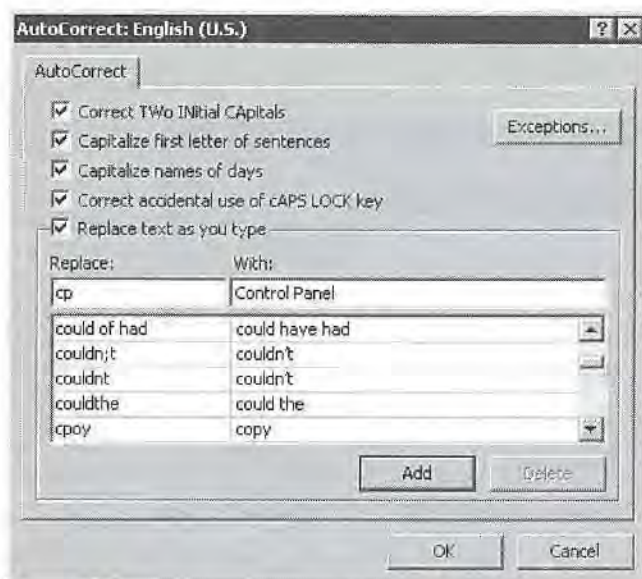 AutoCorrect: English (U.S.)
AutoCorrect
Correct TWo INitial CApitals
Exceptions...
Capitalize first letter of sentences
Capitalize names of days
Correct accidental use of cAPS LOCK key
Replace text as you type
Replace: With:
cp Control Panel
could of had could have had
couldn;t couldn't
couldnt couldn't
couldthe could the
cpoy copy
Add Delete
OK Cancel